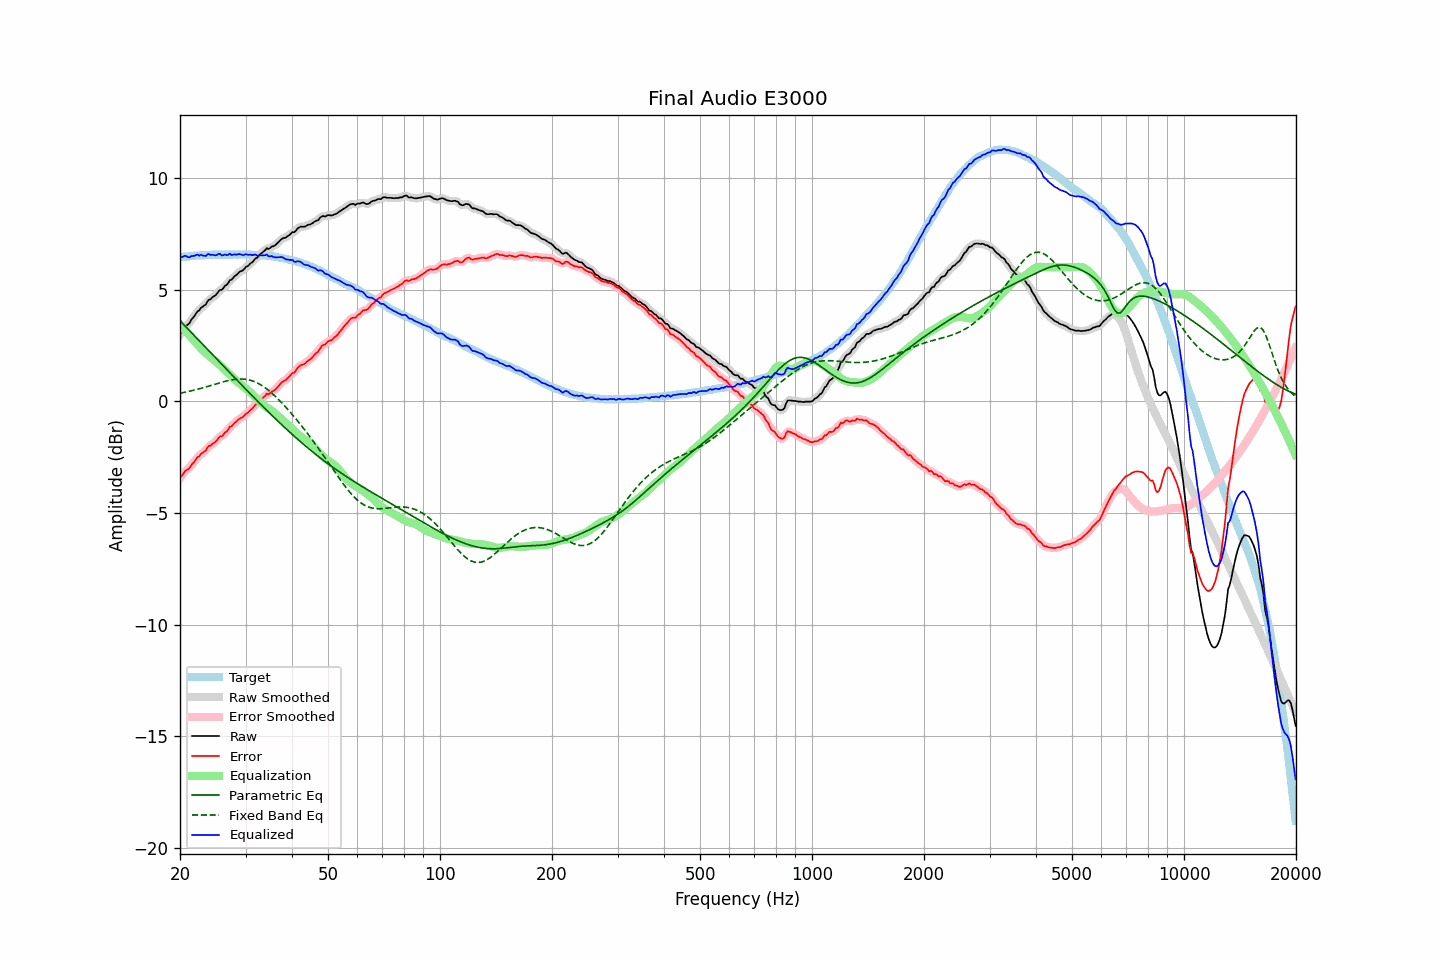 Final Audio E3000
Amplitude (dBr)
10
5
0
−5
−10
−15
−20
Target
Raw Smoothed
Error Smoothed
Raw
Error
Equalization
Parametric Eq
Fixed Band Eq
Equalized
20 50 100 200 500 1000 2000 5000 10000 20000
Frequency (Hz)